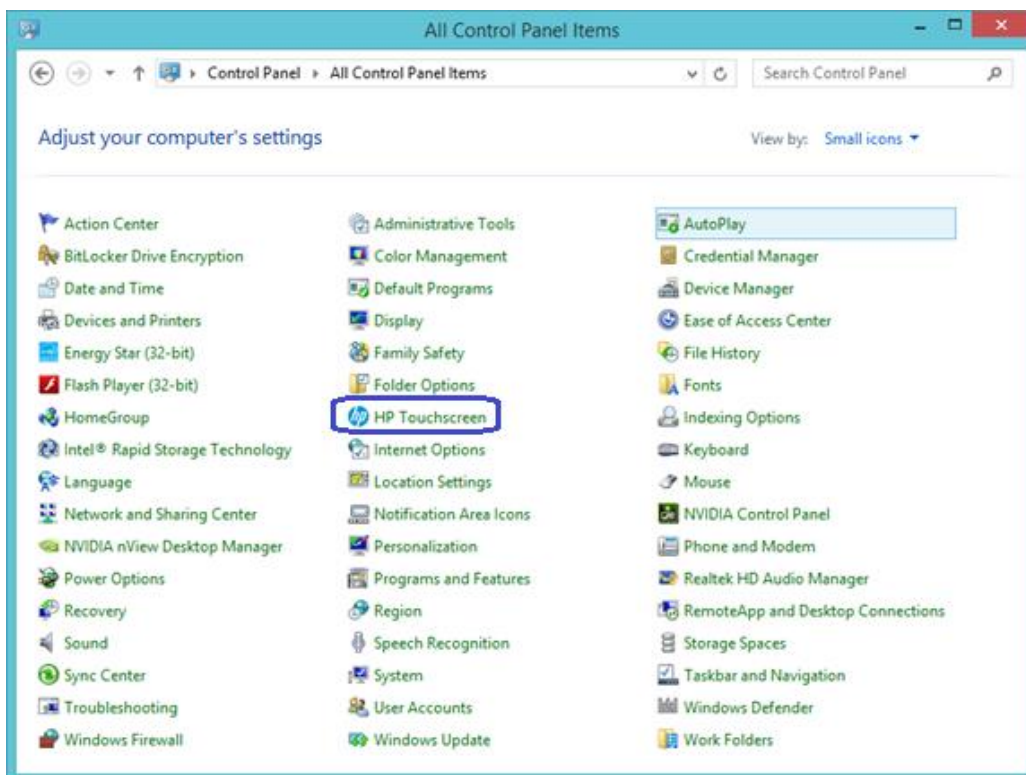 All Control Panel Items
Control Panel All Control Panel Items Search Control Panel
Adjust your computer's settings View by: Small icons
Action Center Administrative Tools AutoPlay
BitLocker Drive Encryption Color Management Credential Manager
Date and Time Default Programs Device Manager
Devices and Printers Display Ease of Access Center
Energy Star (32-bit) Family Safety File History
Flash Player (32-bit) Folder Options Fonts
HomeGroup HP Touchscreen Indexing Options
Intel® Rapid Storage Technology Internet Options Keyboard
Language Location Settings Mouse
Network and Sharing Center Notification Area Icons NVIDIA Control Panel
NVIDIA nView Desktop Manager Personalization Phone and Modem
Power Options Programs and Features Realtek HD Audio Manager
Recovery Region RemoteApp and Desktop Connections
Sound Speech Recognition Storage Spaces
Sync Center System Taskbar and Navigation
Troubleshooting User Accounts Windows Defender
Windows Firewall Windows Update Work Folders